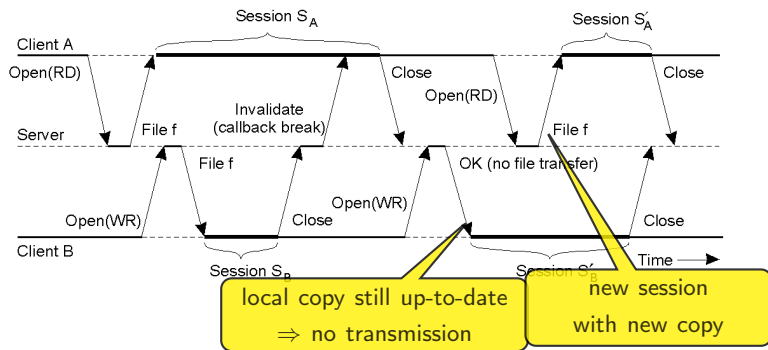 Session S_A
Session S'_A
Client A
Open(RD)
Close
Close
Invalidate
(callback break)
Open(RD)
Server
File f
File f
File f
OK (no file transfer)
Open(WR)
Close
Open(WR)
Close
Client B
Session S_B
Session S'_B
Time
local copy still up-to-date
⇒ no transmission
new session
with new copy